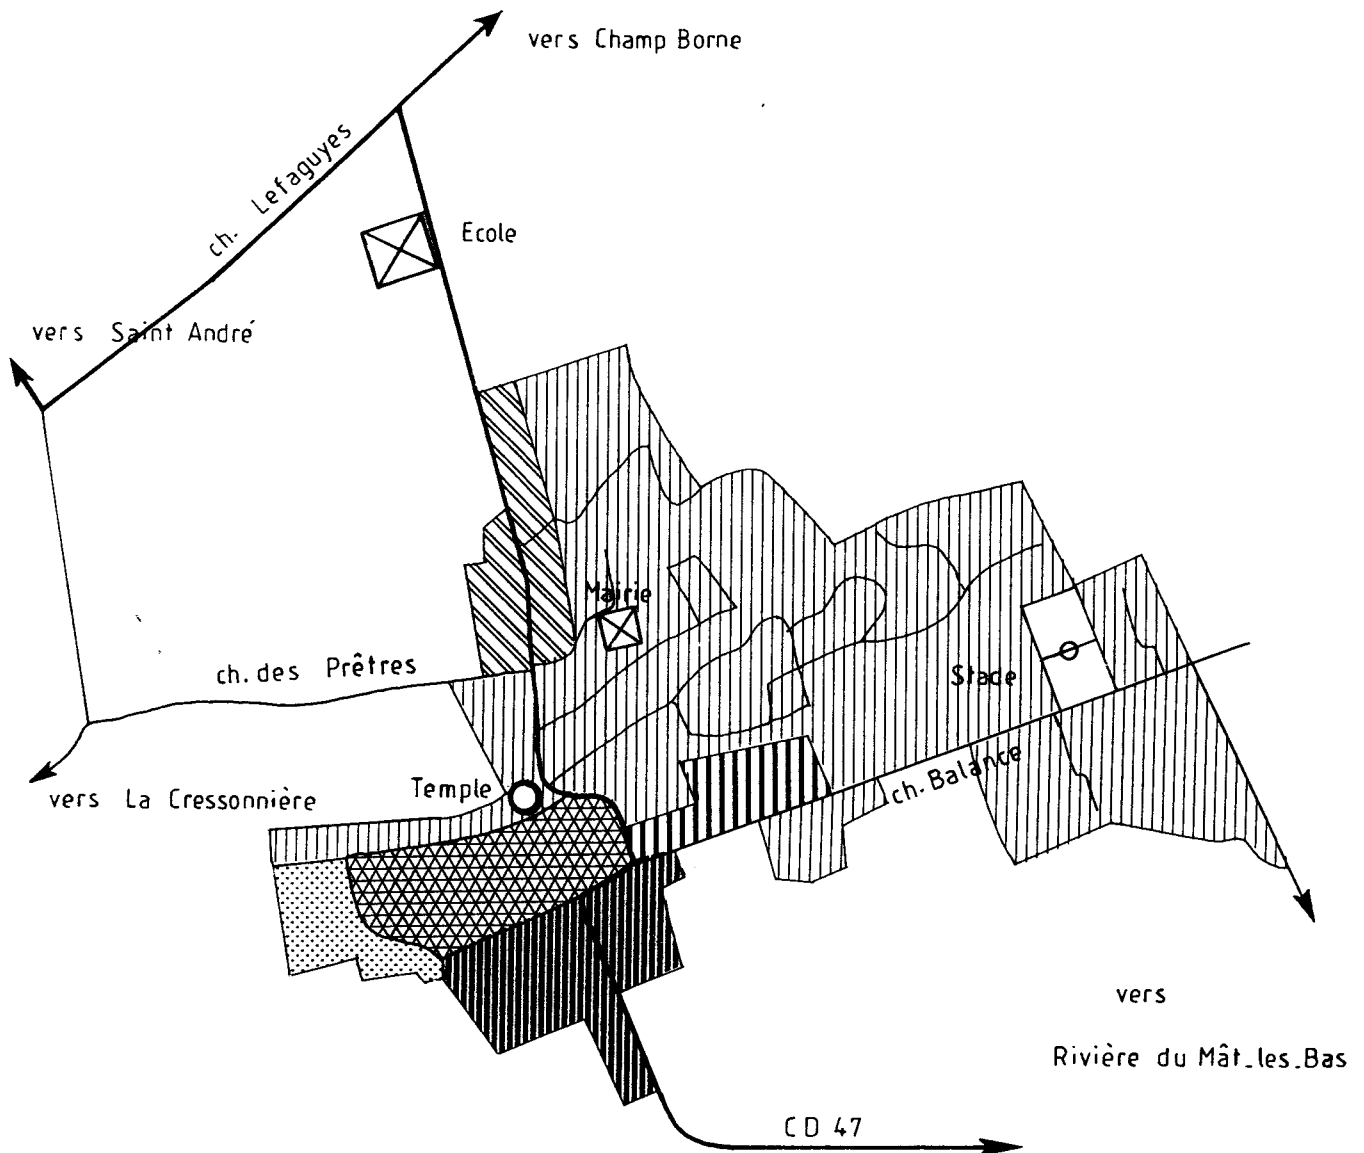 vers Champ Borne
ch. Lefaguyes
Ecole
vers Saint André
Mairie
ch. des Prêtres
Stade
Temple
ch. Balance
vers La Cressonnière
vers
Rivière du Mât_les_Bas
CD 47